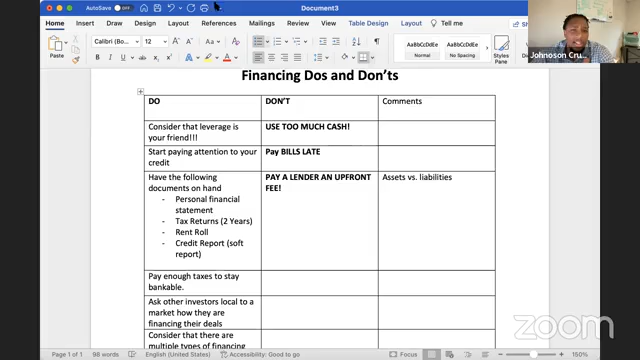 AutoSave OFF
Document3
Home
Insert
Draw
Design
Layout
References
Mailings
Review
View
Table Design
Layout
Tell me
Paste
Calibri (Bo...
12
AaBbCcDdEe
Normal
AaBbCcDdEe
No Spacing
Styles
Pane
Johnoson Cru...
Financing Dos and Don'ts
DO
DON'T
Comments
Consider that leverage is
your friend!!!
USE TOO MUCH CASH!
Start paying attention to your
credit
Pay BILLS LATE
Have the following
documents on hand
- Personal financial
statement
- Tax Returns (2 Years)
- Rent Roll
- Credit Report (soft
report)
PAY A LENDER AN UPFRONT
FEE!
Assets vs. liabilities
Pay enough taxes to stay
bankable.
Ask other investors local to a
market how they are
financing their deals
Consider that there are
multiple types of financing
zoom
Page 1 of 1
98 words
English (United States)
Accessibility: Good to go
Focus
150%